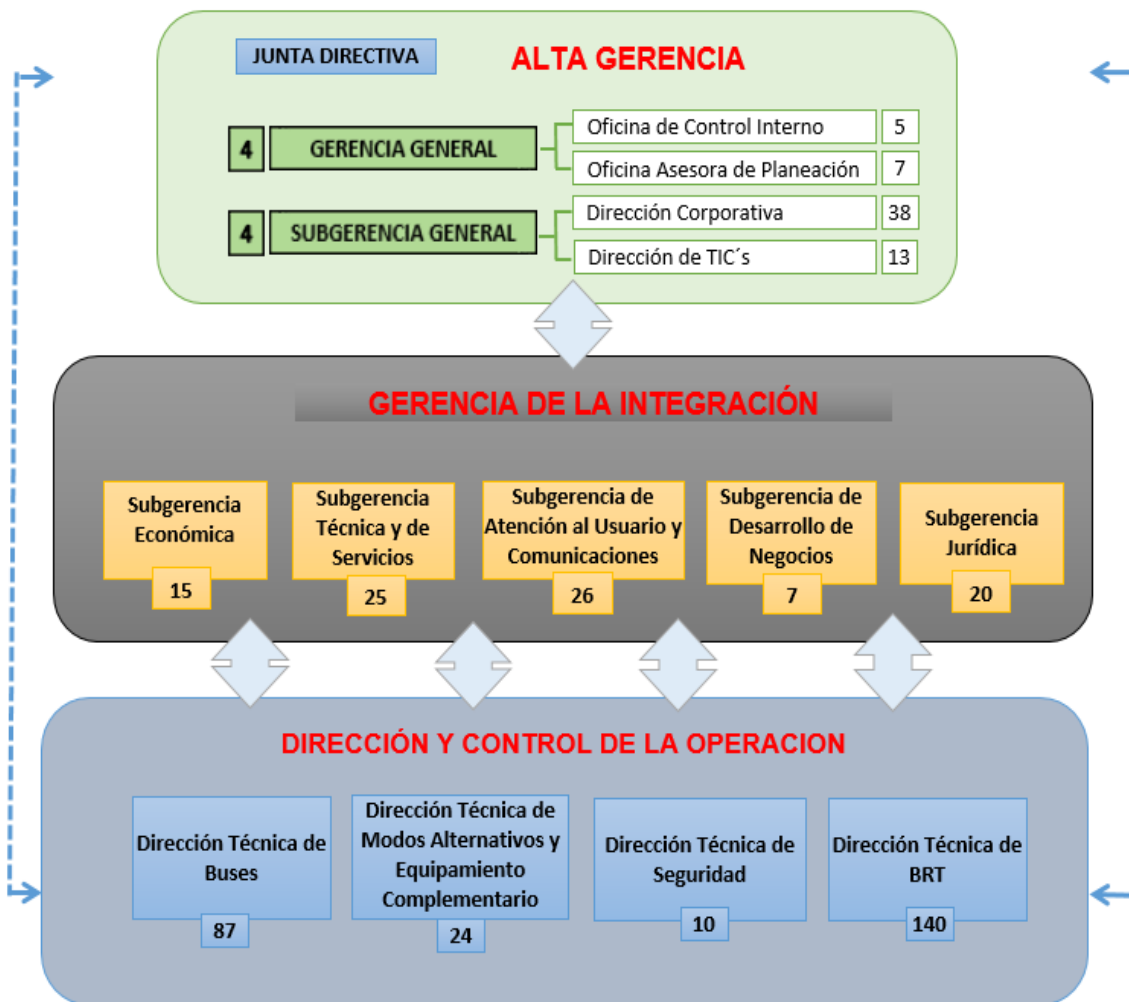 JUNTA DIRECTIVA
ALTA GERENCIA
4
GERENCIA GENERAL
Oficina de Control Interno
5
Oficina Asesora de Planeación
7
4
SUBGERENCIA GENERAL
Dirección Corporativa
38
Dirección de TIC´s
13
GERENCIA DE LA INTEGRACIÓN
Subgerencia
Económica
15
Subgerencia
Técnica y de
Servicios
25
Subgerencia de
Atención al Usuario y
Comunicaciones
26
Subgerencia de
Desarrollo de
Negocios
7
Subgerencia
Jurídica
20
DIRECCIÓN Y CONTROL DE LA OPERACION
Dirección Técnica de
Buses
87
Dirección Técnica de
Modos Alternativos y
Equipamiento
Complementario
24
Dirección Técnica de
Seguridad
10
Dirección Técnica de
BRT
140